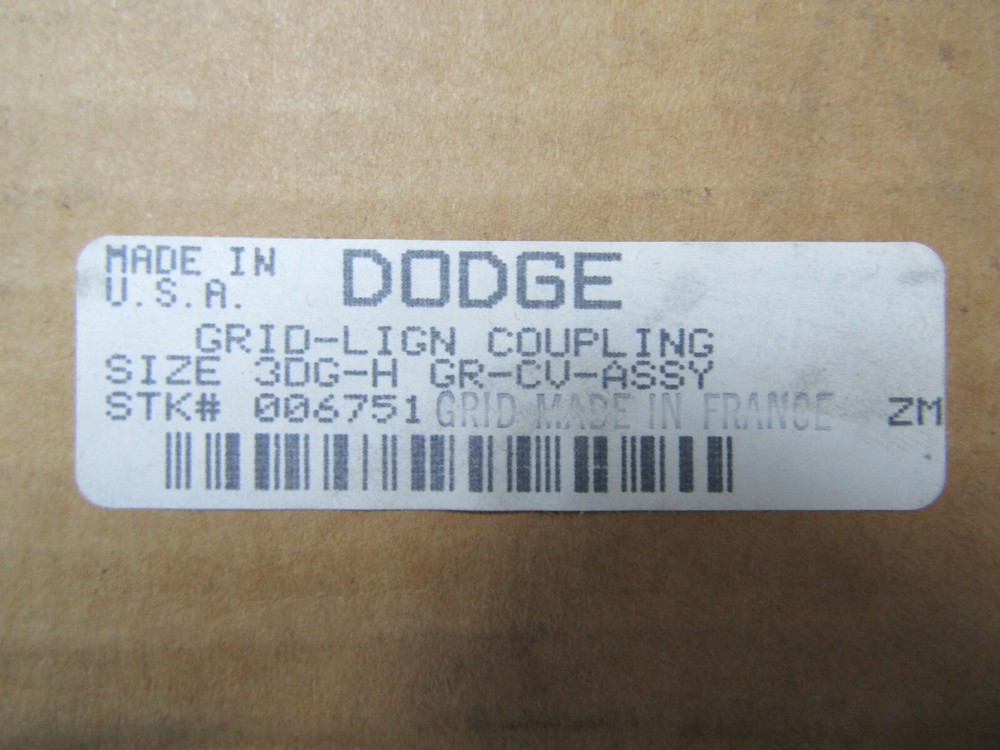 MADE IN DODGE
U.S.A.
GRID-LIGN COUPLING
SIZE 3DG-H GR-CV-ASSY
STK# 006751 GRID MADE IN FRANCE ZM